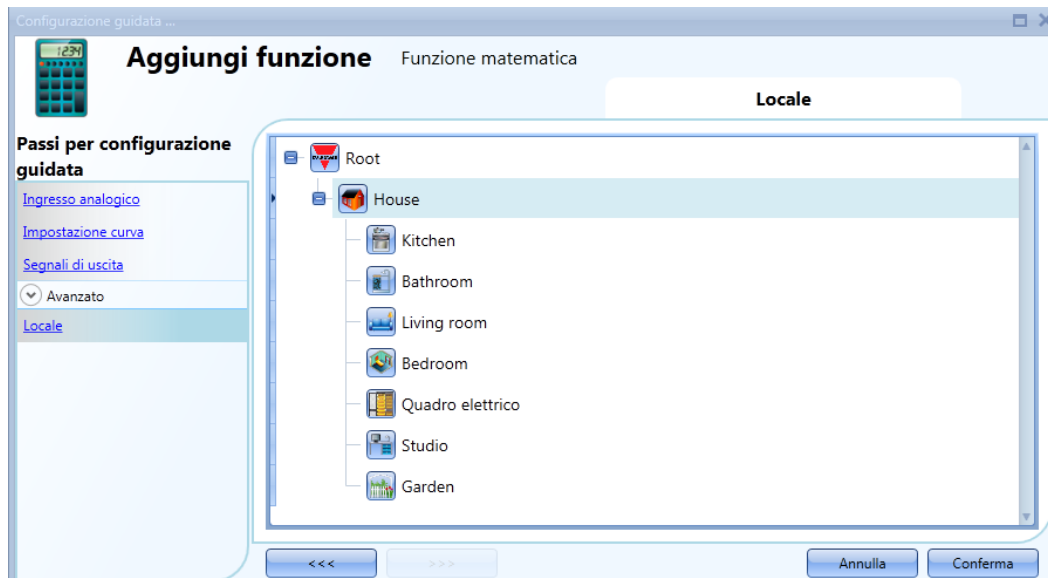 Configurazione guidata ...
1234
Aggiungi funzione
Funzione matematica
Locale
Passi per configurazione
guidata
Ingresso analogico
Impostazione curva
Segnali di uscita
Avanzato
Locale
Root
House
Kitchen
Bathroom
Living room
Bedroom
Quadro elettrico
Studio
Garden
<<<
>>>
Annulla
Conferma